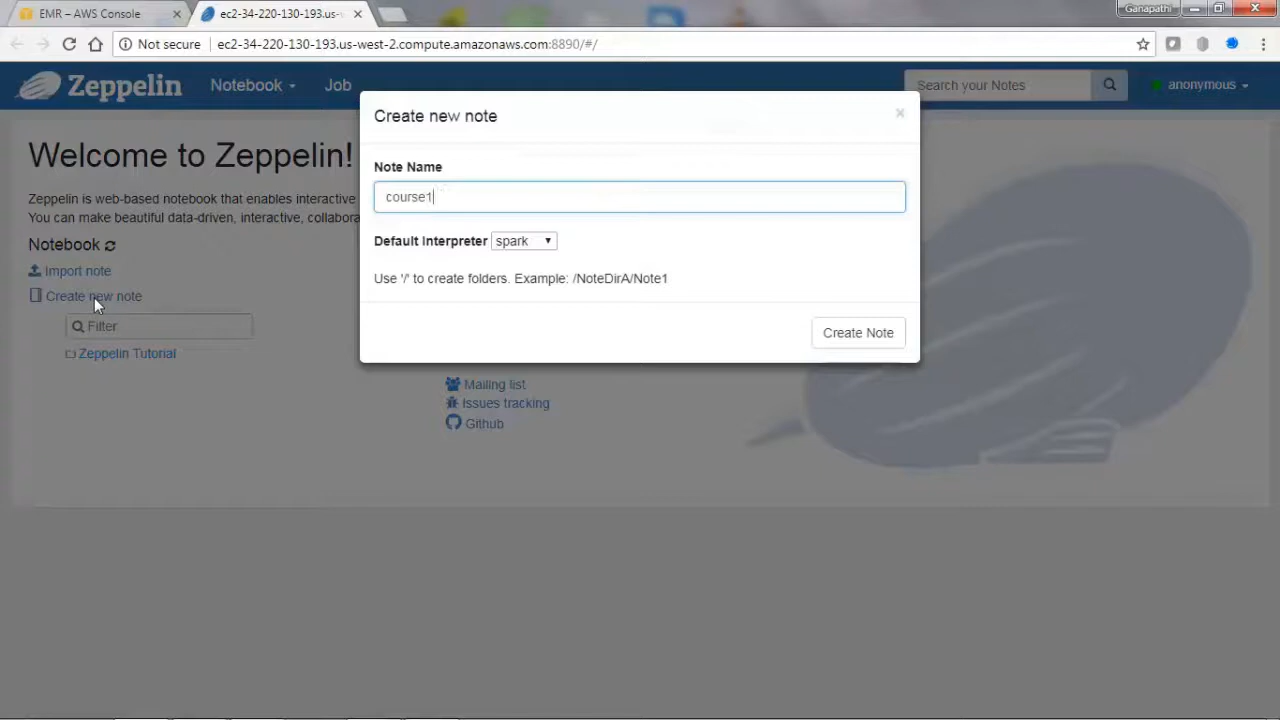 EMR – AWS Console
ec2-34-220-130-193.us-
Ganapathi
Not secure
ec2-34-220-130-193.us-west-2.compute.amazonaws.com:8890/#/
Zeppelin
Notebook
Job
Search your Notes
anonymous
Create new note
Note Name
course1
Default Interpreter
spark
Use '/' to create folders. Example: /NoteDirA/Note1
Create Note
Welcome to Zeppelin!
Zeppelin is web-based notebook that enables interactive
You can make beautiful data-driven, interactive, collabora
Notebook
Import note
Create new note
Filter
Zeppelin Tutorial
Mailing list
Issues tracking
Github